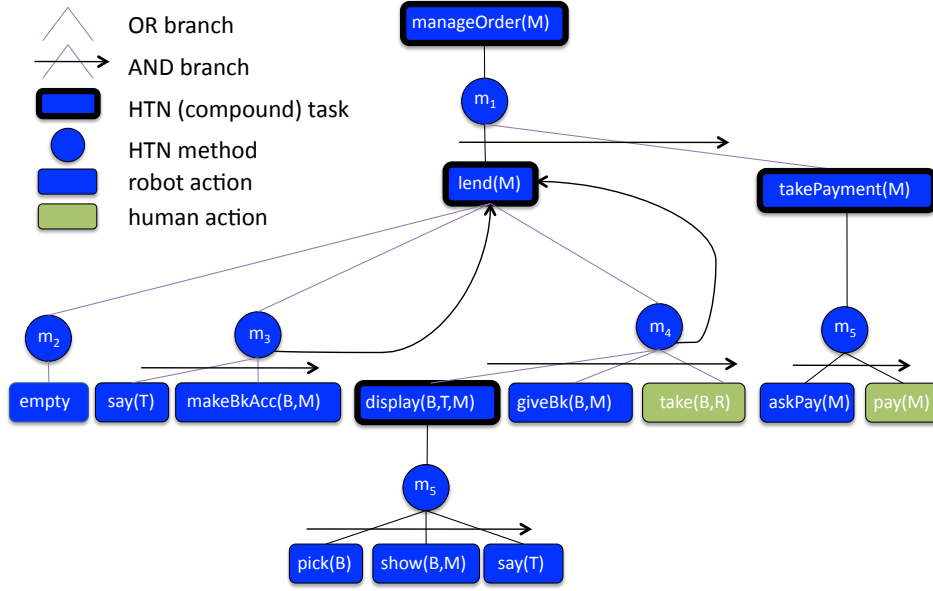 OR branch
AND branch
HTN (compound) task
HTN method
robot action
human action
manageOrder(M)
m1
lend(M)
takePayment(M)
m2
m3
m4
m5
empty
say(T)
makeBkAcc(B,M)
display(B,T,M)
giveBk(B,M)
take(B,R)
askPay(M)
pay(M)
m5
pick(B)
show(B,M)
say(T)